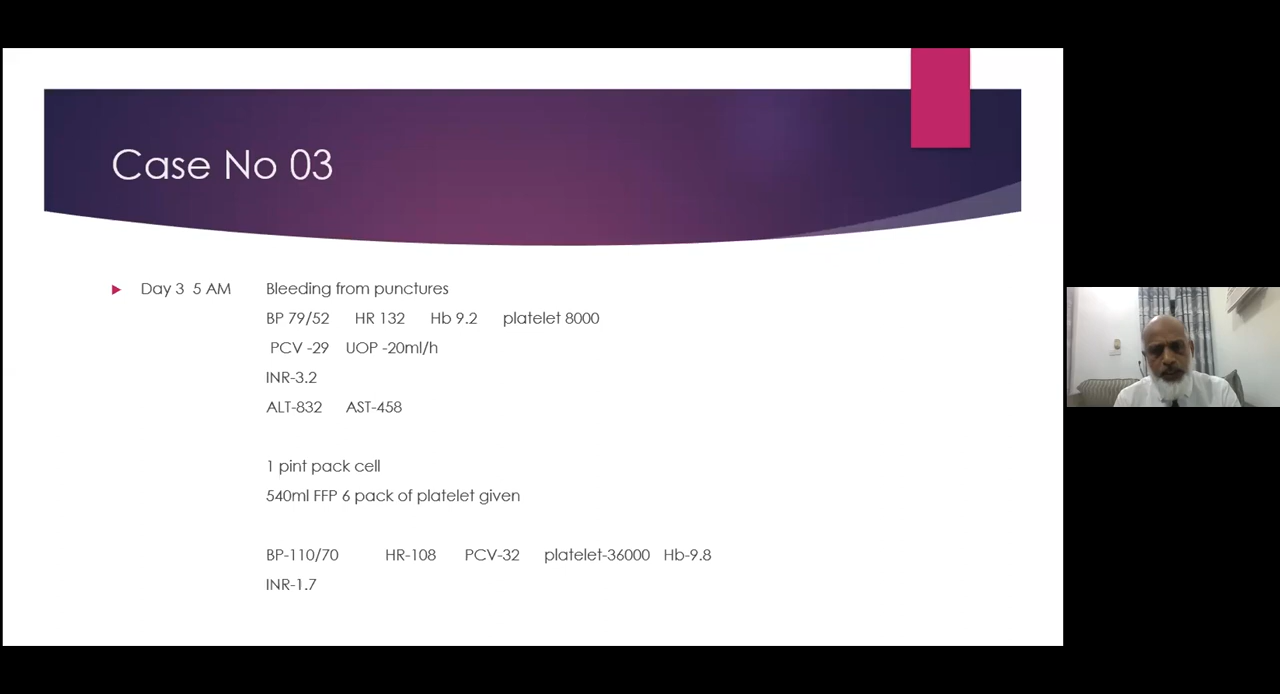 Case No 03
Day 3 5 AM Bleeding from punctures
BP 79/52 HR 132 Hb 9.2 platelet 8000
PCV -29 UOP -20ml/h
INR-3.2
ALT-832 AST-458
1 pint pack cell
540ml FFP 6 pack of platelet given
BP-110/70 HR-108 PCV-32 platelet-36000 Hb-9.8
INR-1.7